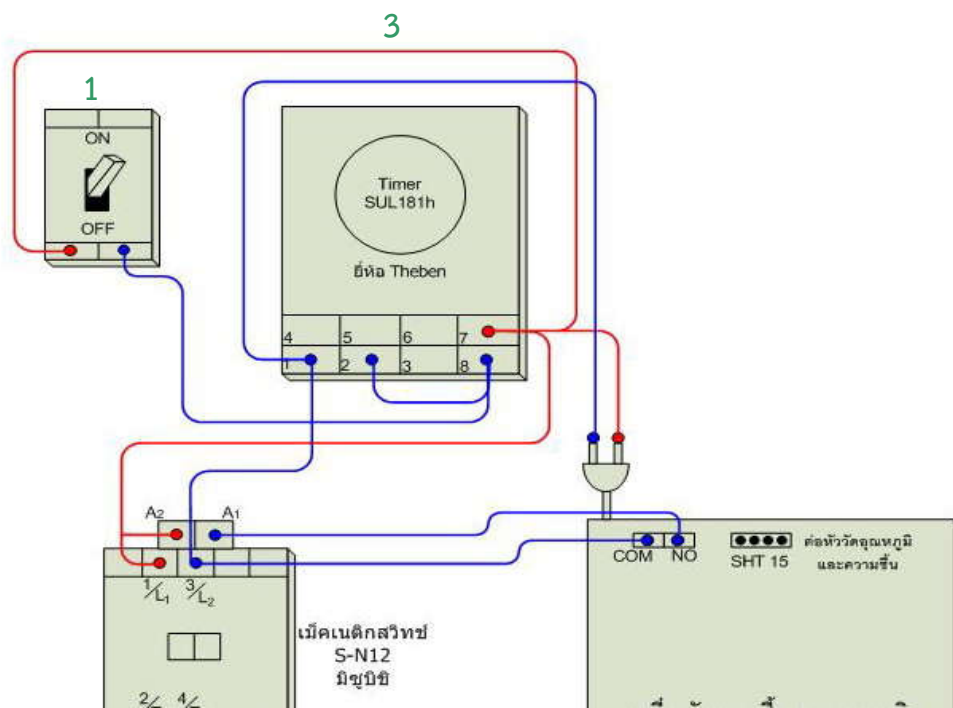 3
1
ON
OFF
Timer
SUL181h
ยี่ห้อ Theben
4 5 6 7
1 2 3 8
A2 A1
1/L1 3/L2
COM NO
SHT 15
ต่อหัววัดอุณหภูมิ
และความชื้น
เม็คเนติกสวิทช์
S-N12
มิซูบิชิ
2/ 4/